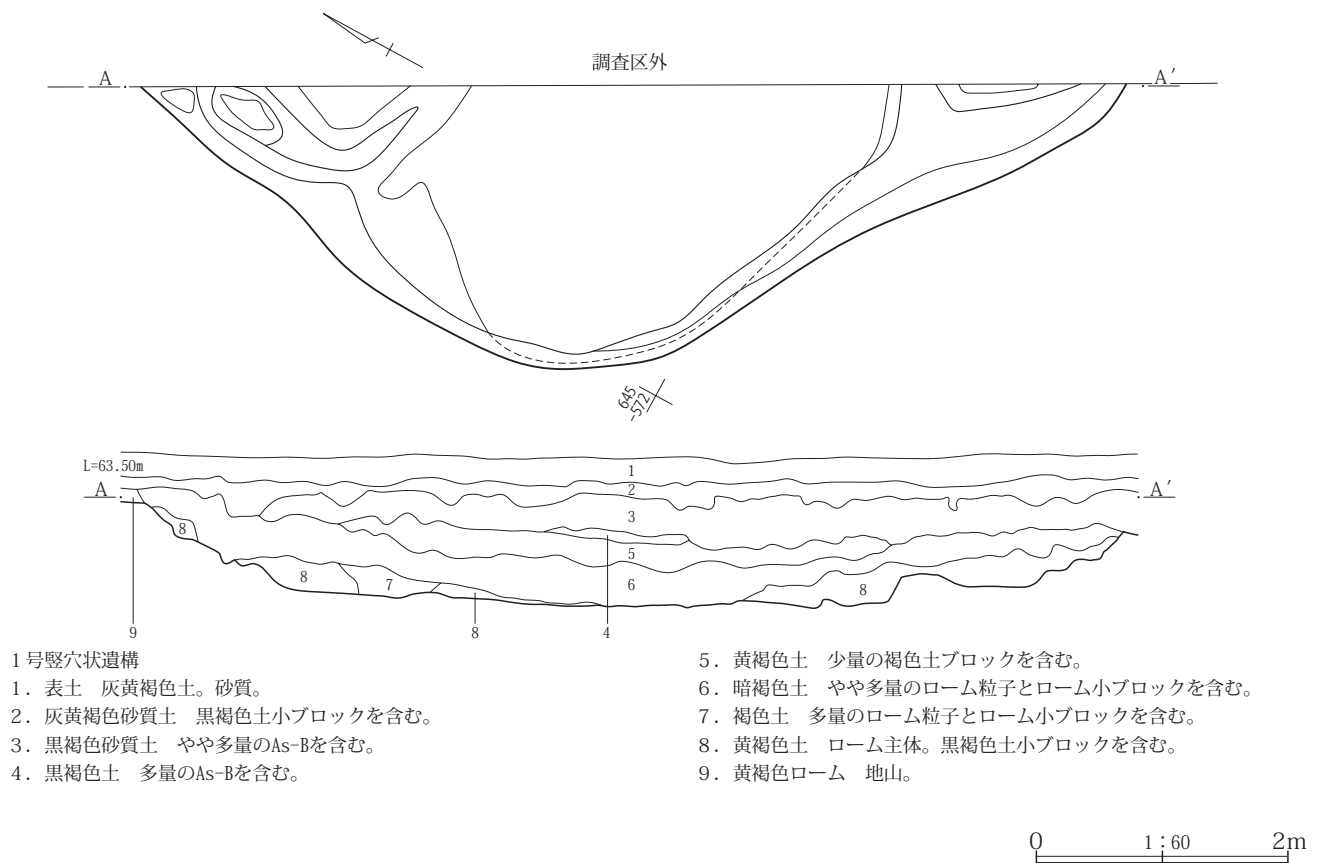 調査区外
A
A′
645
-572
L=63.50m
A
A′
1
2
3
8
5
8
7
6
8
9
8
4
1号竪穴状遺構
1．表土　灰黄褐色土。砂質。
2．灰黄褐色砂質土　黒褐色土小ブロックを含む。
3．黒褐色砂質土　やや多量のAs-Bを含む。
4．黒褐色土　多量のAs-Bを含む。
5．黄褐色土　少量の褐色土ブロックを含む。
6．暗褐色土　やや多量のローム粒子とローム小ブロックを含む。
7．褐色土　多量のローム粒子とローム小ブロックを含む。
8．黄褐色土　ローム主体。黒褐色土小ブロックを含む。
9．黄褐色ローム　地山。
0　1：60　2m